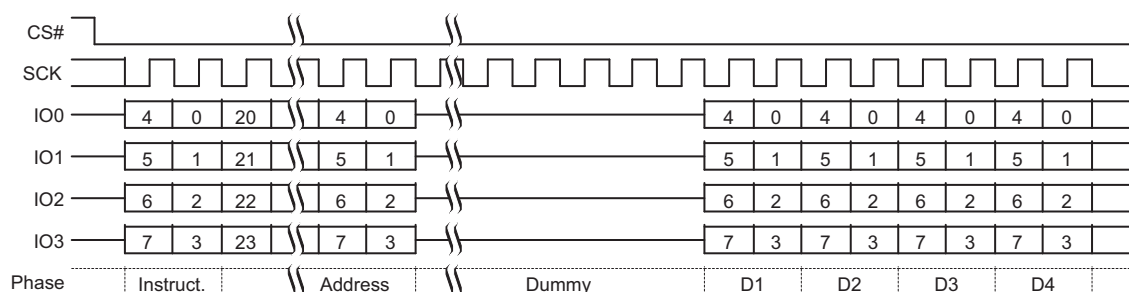 CS#
SCK
IO0 4 0 20 4 0 4 0 4 0 4 0 4 0
IO1 5 1 21 5 1 5 1 5 1 5 1 5 1
IO2 6 2 22 6 2 6 2 6 2 6 2 6 2
IO3 7 3 23 7 3 7 3 7 3 7 3 7 3
Phase Instruct. Address Dummy D1 D2 D3 D4